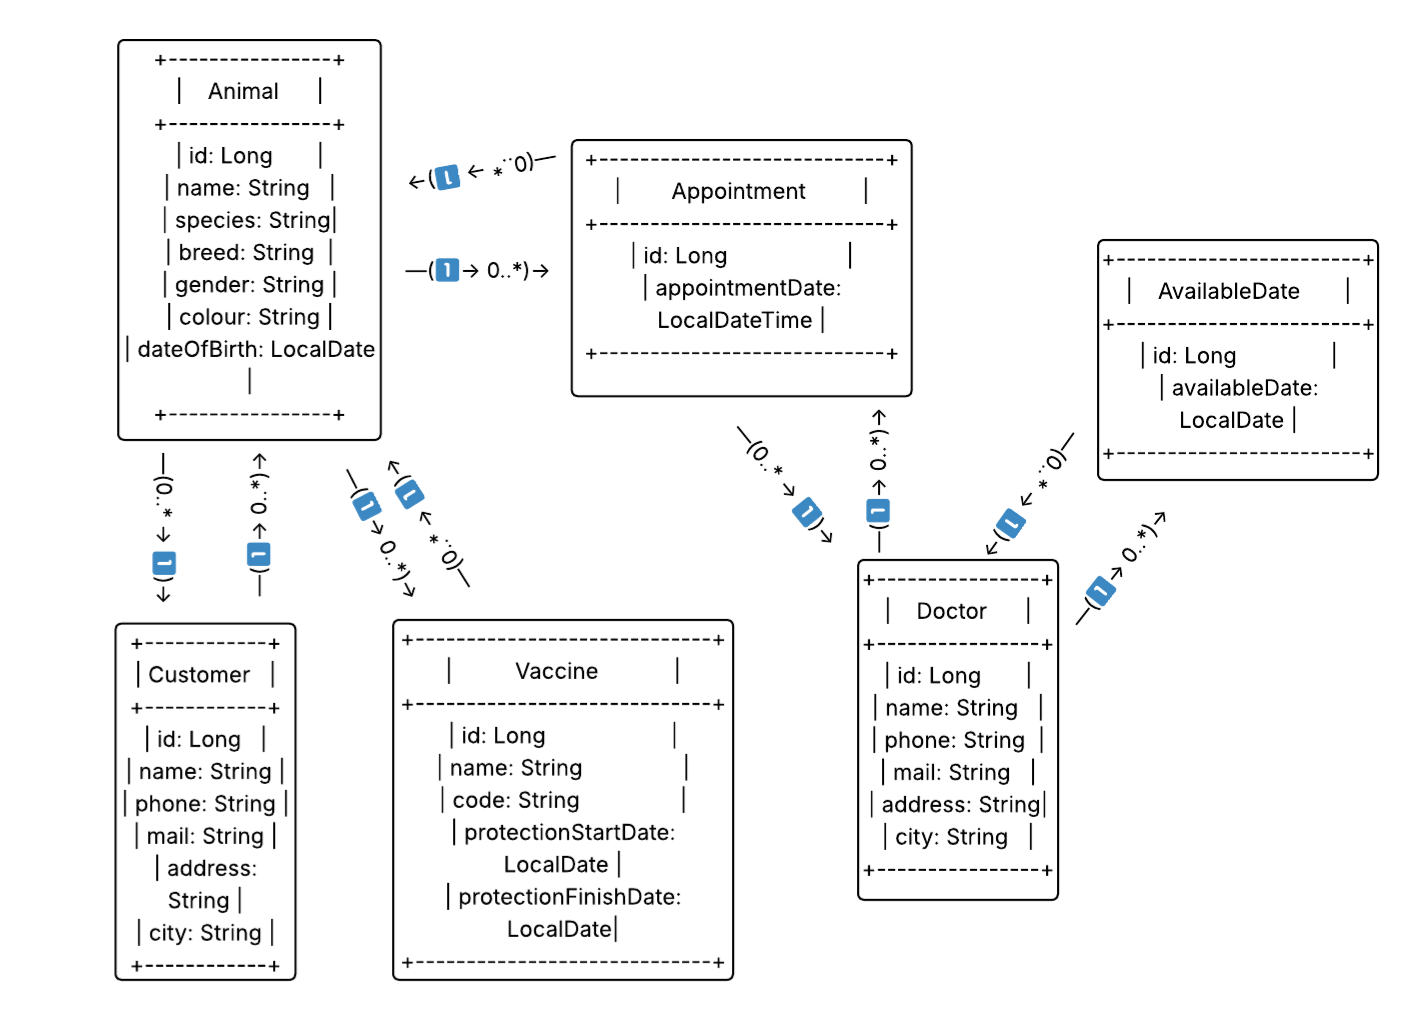 +----------------+
|    Animal      |
+----------------+
| id: Long       |
| name: String   |
| species: String|
| breed: String  |
| gender: String |
| colour: String |
| dateOfBirth: LocalDate
|
+----------------+
←(1 ← *..0)—
—(1 → 0..*)→
+-----------------------------+
|        Appointment        |
+-----------------------------+
| id: Long                |
| appointmentDate:
LocalDateTime |
+-----------------------------+
+-------------------------+
|    AvailableDate      |
+-------------------------+
| id: Long              |
| availableDate:
LocalDate |
+-------------------------+
—(0..* → 1)→
—(1 → 0..*)→
—(1 → 0..*)→
←(1 ← *..0)—
—(0..* → 1)→
—(1 → 0..*)→
←(1 ← *..0)—
—(1 → 0..*)→
+----------------+
|    Doctor      |
+----------------+
| id: Long       |
| name: String   |
| phone: String  |
| mail: String   |
| address: String|
| city: String   |
+----------------+
+------------+
| Customer   |
+------------+
| id: Long   |
| name: String |
| phone: String |
| mail: String |
| address:
String |
| city: String |
+------------+
+----------------------------+
|          Vaccine           |
+----------------------------+
| id: Long                   |
| name: String               |
| code: String               |
| protectionStartDate:
LocalDate |
| protectionFinishDate:
LocalDate|
+----------------------------+